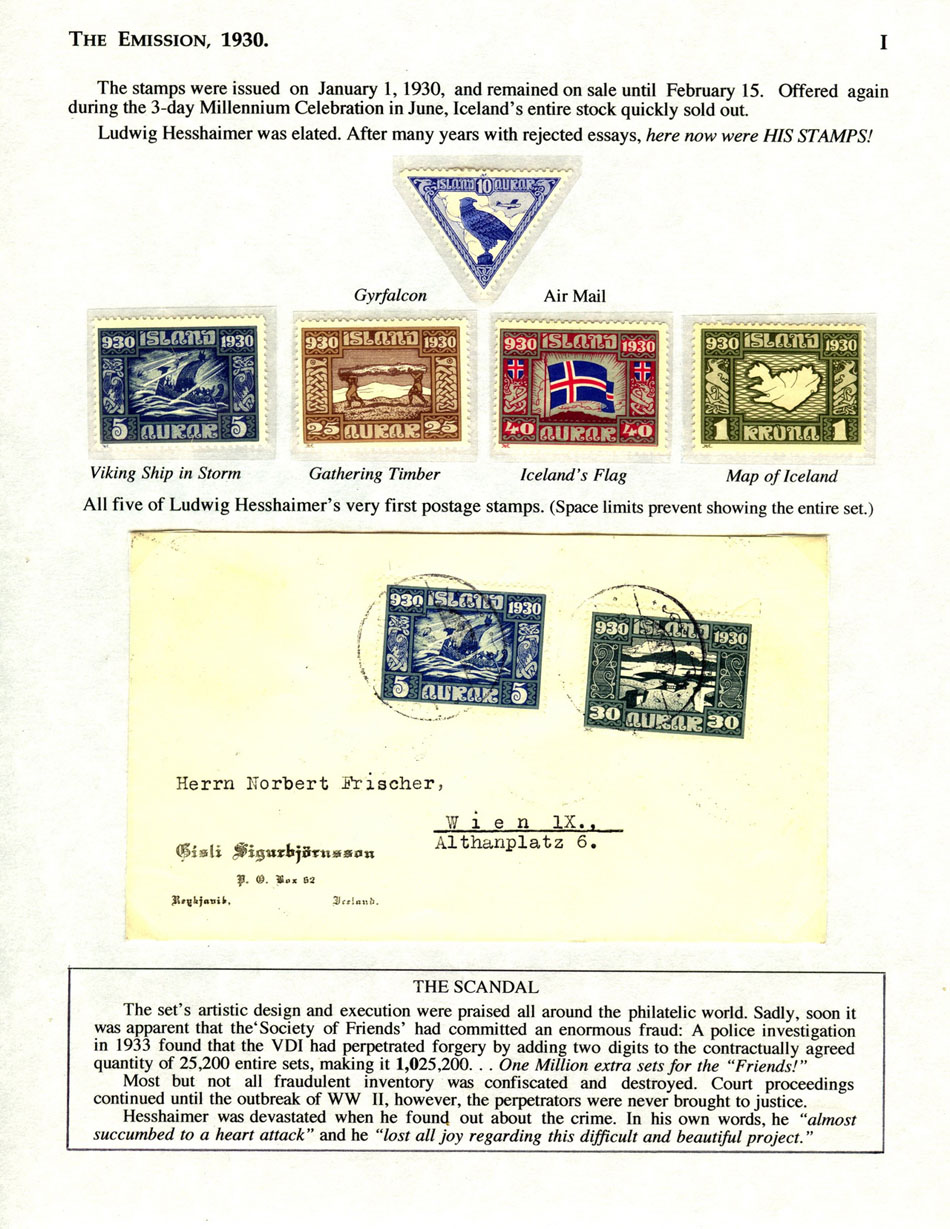 THE EMISSION, 1930.
I
The stamps were issued on January 1, 1930, and remained on sale until February 15. Offered again
during the 3-day Millennium Celebration in June, Iceland's entire stock quickly sold out.
Ludwig Hesshaimer was elated. After many years with rejected essays, here now were HIS STAMPS!
ISLAND 10 AURAR
Gyrfalcon
Air Mail
930 ISLAND 1930
5 AURAR 5
930 ISLAND 1930
25 AURAR 25
930 ISLAND 1930
40 AURAR 40
930 ISLAND 1930
1 KRONA 1
Viking Ship in Storm
Gathering Timber
Iceland's Flag
Map of Iceland
All five of Ludwig Hesshaimer's very first postage stamps. (Space limits prevent showing the entire set.)
930 ISLAND 1930
5 AURAR 5
930 ISLAND 1930
30 AURAR 30
Herrn Norbert Frischer,
W i e n 1X.,
Althanplatz 6.
Gisli Sigurbjörnsson
P. O. Box 62
Reykjavik, Iceland.
THE SCANDAL
The set's artistic design and execution were praised all around the philatelic world. Sadly, soon it
was apparent that the 'Society of Friends' had committed an enormous fraud: A police investigation
in 1933 found that the VDI had perpetrated forgery by adding two digits to the contractually agreed
quantity of 25,200 entire sets, making it 1,025,200. . . One Million extra sets for the "Friends!"
Most but not all fraudulent inventory was confiscated and destroyed. Court proceedings
continued until the outbreak of WW II, however, the perpetrators were never brought to justice.
Hesshaimer was devastated when he found out about the crime. In his own words, he "almost
succumbed to a heart attack" and he "lost all joy regarding this difficult and beautiful project."